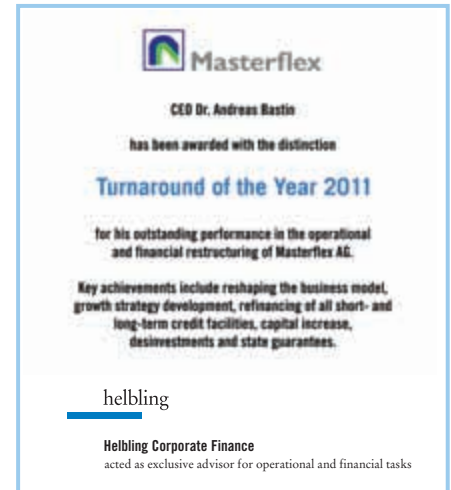 Masterflex
CEO Dr. Andreas Bastin
has been awarded with the distinction
Turnaround of the Year 2011
for his outstanding performance in the operational
and financial restructuring of Masterflex AG.
Key achievements include reshaping the business model,
growth strategy development, refinancing of all short- and
long-term credit facilities, capital increase,
desinvestments and state guarantees.
helbling
Helbling Corporate Finance
acted as exclusive advisor for operational and financial tasks